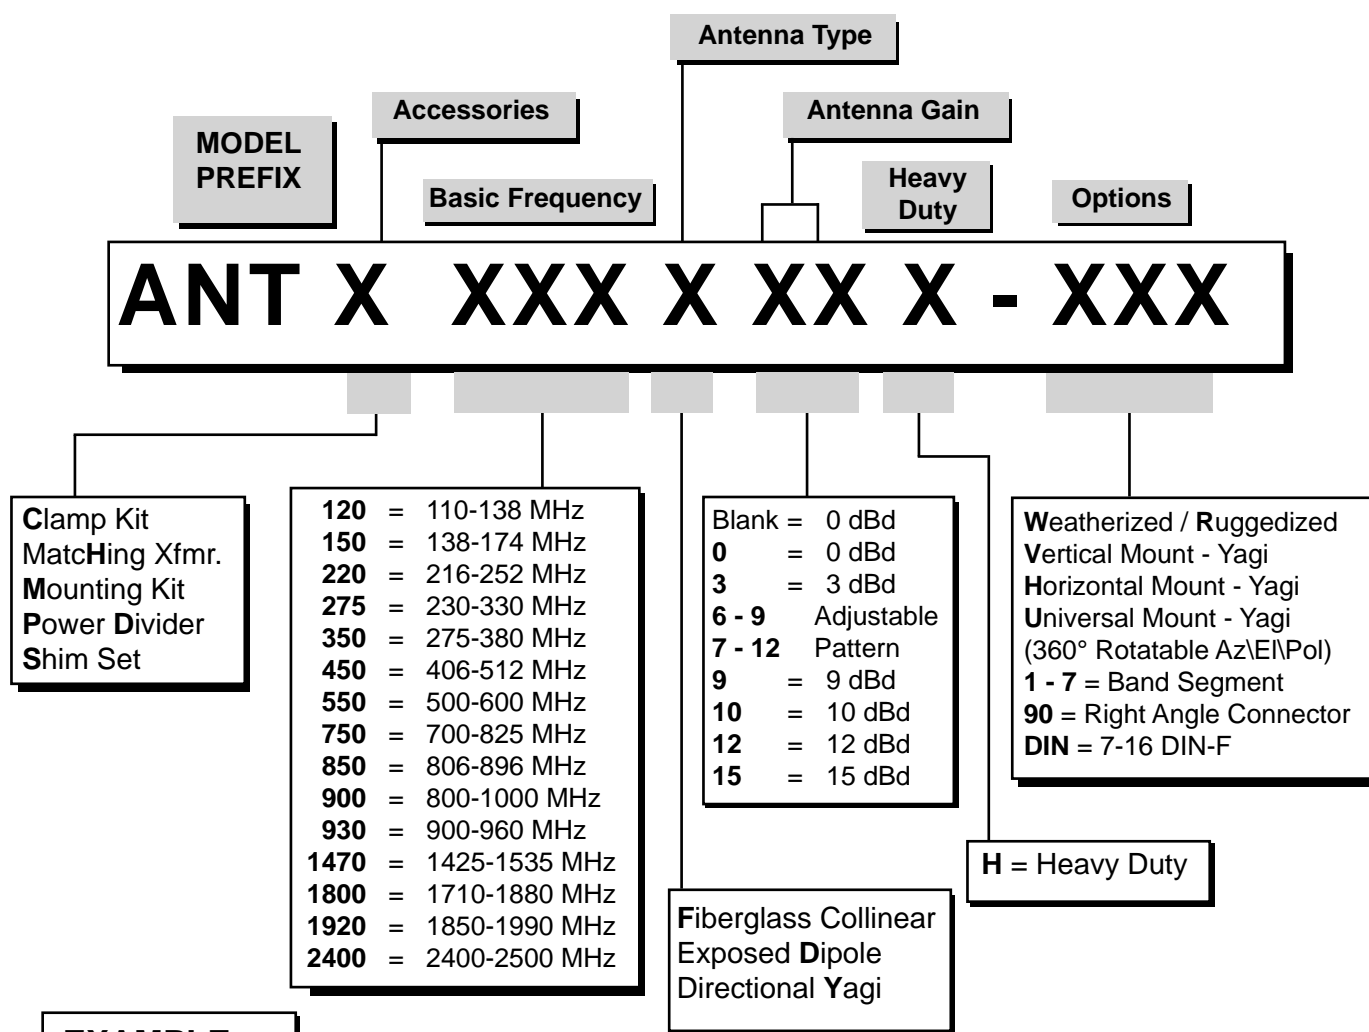 Antenna Type
Accessories
Antenna Gain
MODEL
PREFIX
Basic Frequency
Heavy
Duty
Options
ANT X XXX X XX X - XXX
Clamp Kit
MatcHing Xfmr.
Mounting Kit
Power Divider
Shim Set
120 = 110-138 MHz
150 = 138-174 MHz
220 = 216-252 MHz
275 = 230-330 MHz
350 = 275-380 MHz
450 = 406-512 MHz
550 = 500-600 MHz
750 = 700-825 MHz
850 = 806-896 MHz
900 = 800-1000 MHz
930 = 900-960 MHz
1470 = 1425-1535 MHz
1800 = 1710-1880 MHz
1920 = 1850-1990 MHz
2400 = 2400-2500 MHz
Blank = 0 dBd
0 = 0 dBd
3 = 3 dBd
6 - 9 Adjustable
7 - 12 Pattern
9 = 9 dBd
10 = 10 dBd
12 = 12 dBd
15 = 15 dBd
Weatherized / Ruggedized
Vertical Mount - Yagi
Horizontal Mount - Yagi
Universal Mount - Yagi
(360° Rotatable Az\El\Pol)
1 - 7 = Band Segment
90 = Right Angle Connector
DIN = 7-16 DIN-F
H = Heavy Duty
Fiberglass Collinear
Exposed Dipole
Directional Yagi
EXAMPLE